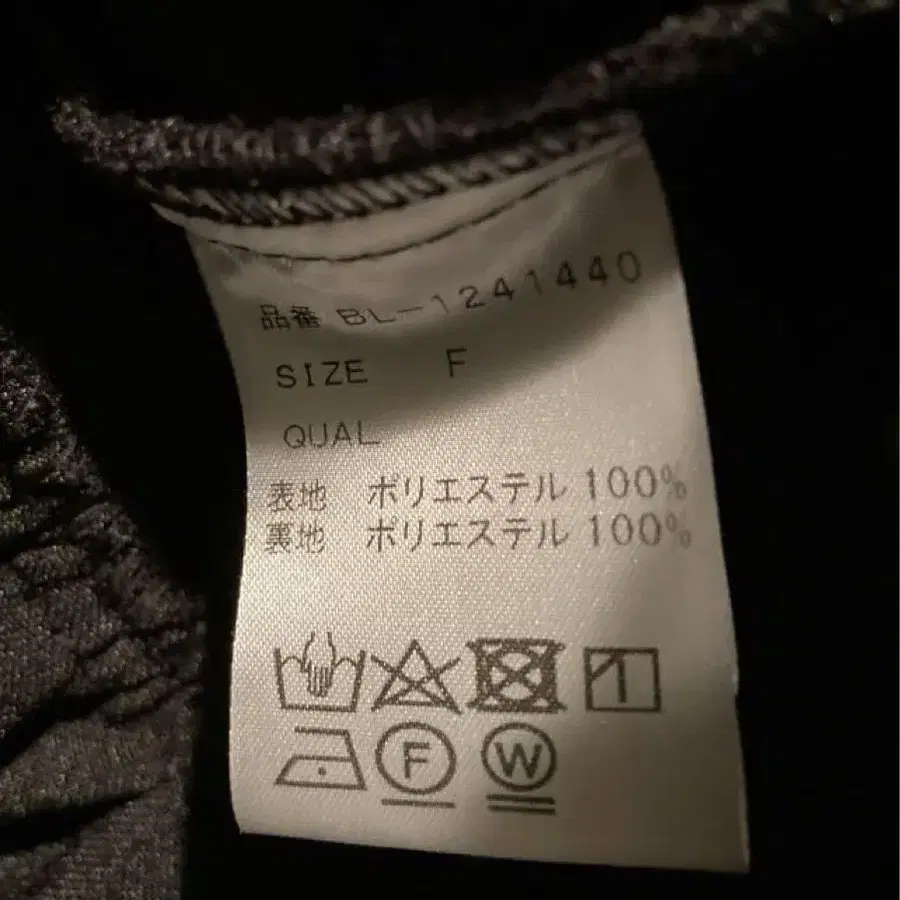 品番 BL-1241440
SIZE F
QUAL
表地 ポリエステル 100%
裏地 ポリエステル 100%
F W